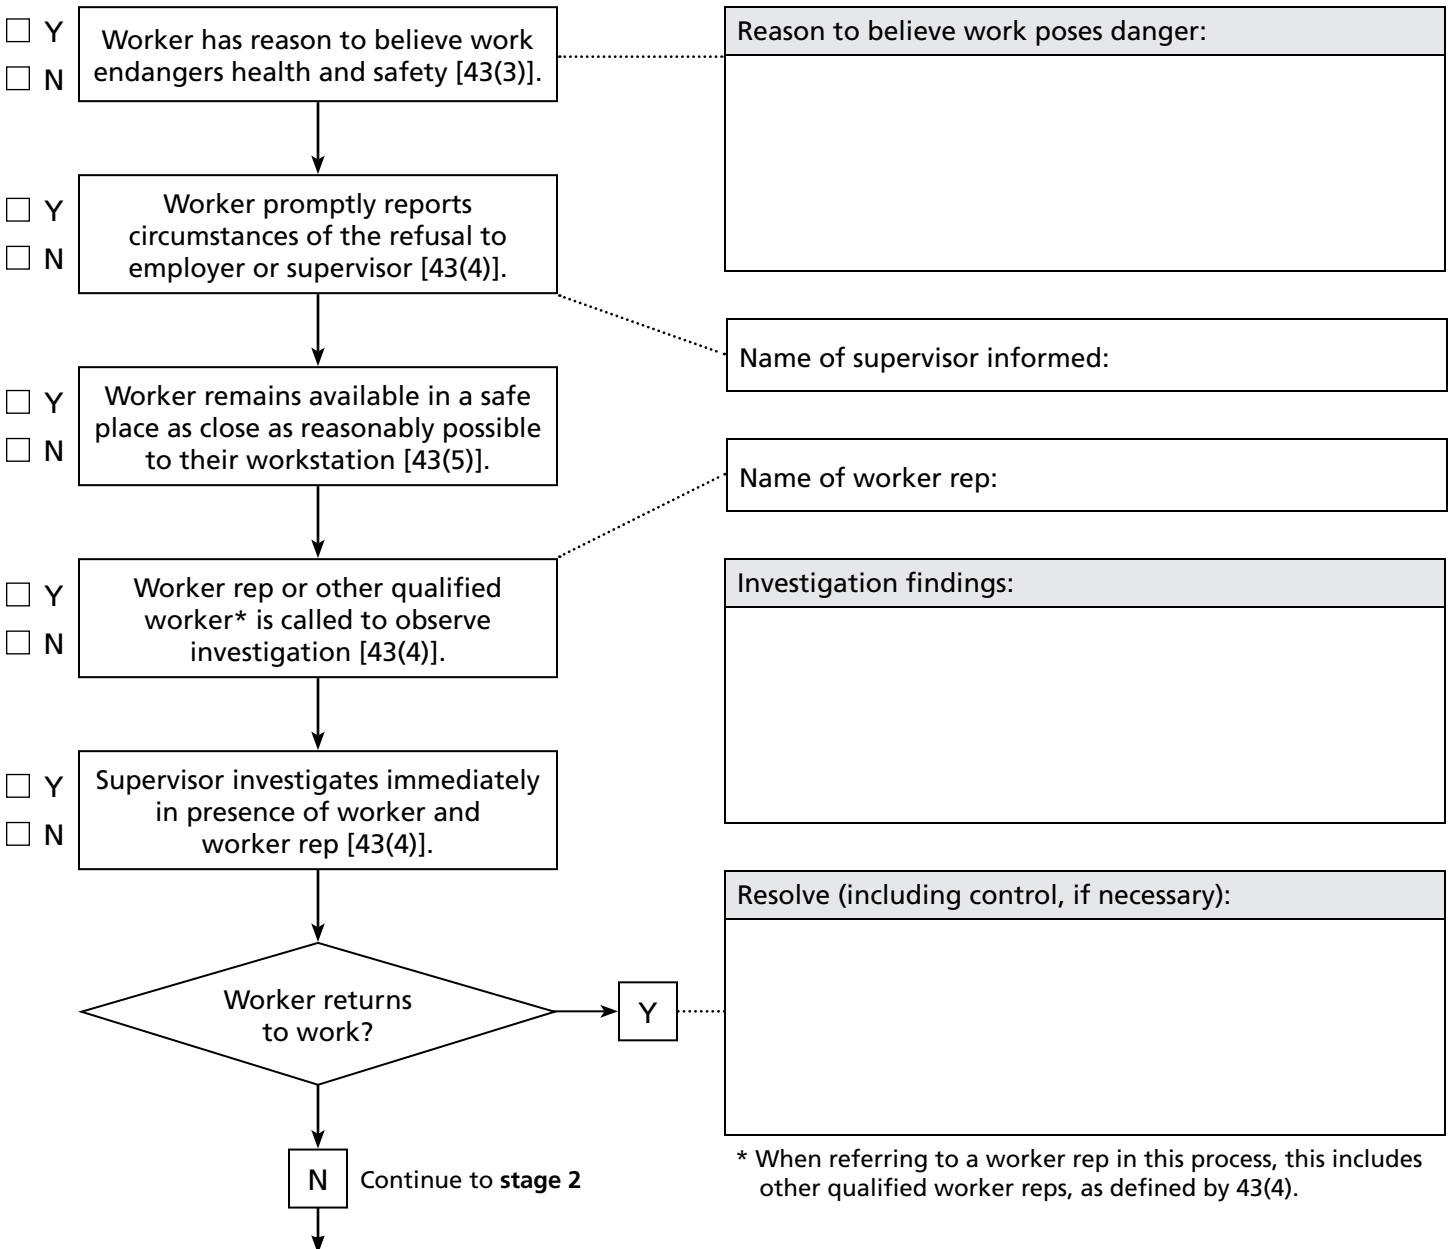 Y
N
Worker has reason to believe work
endangers health and safety [43(3)].
Reason to believe work poses danger:
Y
N
Worker promptly reports
circumstances of the refusal to
employer or supervisor [43(4)].
Name of supervisor informed:
Y
N
Worker remains available in a safe
place as close as reasonably possible
to their workstation [43(5)].
Name of worker rep:
Y
N
Worker rep or other qualified
worker* is called to observe
investigation [43(4)].
Investigation findings:
Y
N
Supervisor investigates immediately
in presence of worker and
worker rep [43(4)].
Worker returns
to work?
Y
Resolve (including control, if necessary):
N
Continue to stage 2
* When referring to a worker rep in this process, this includes
other qualified worker reps, as defined by 43(4).